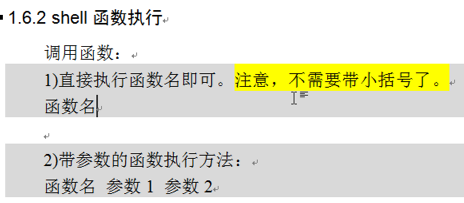 1.6.2 shell 函数执行
调用函数：
1)直接执行函数名即可。注意，不需要带小括号了。
函数名
2)带参数的函数执行方法：
函数名 参数 1 参数 2